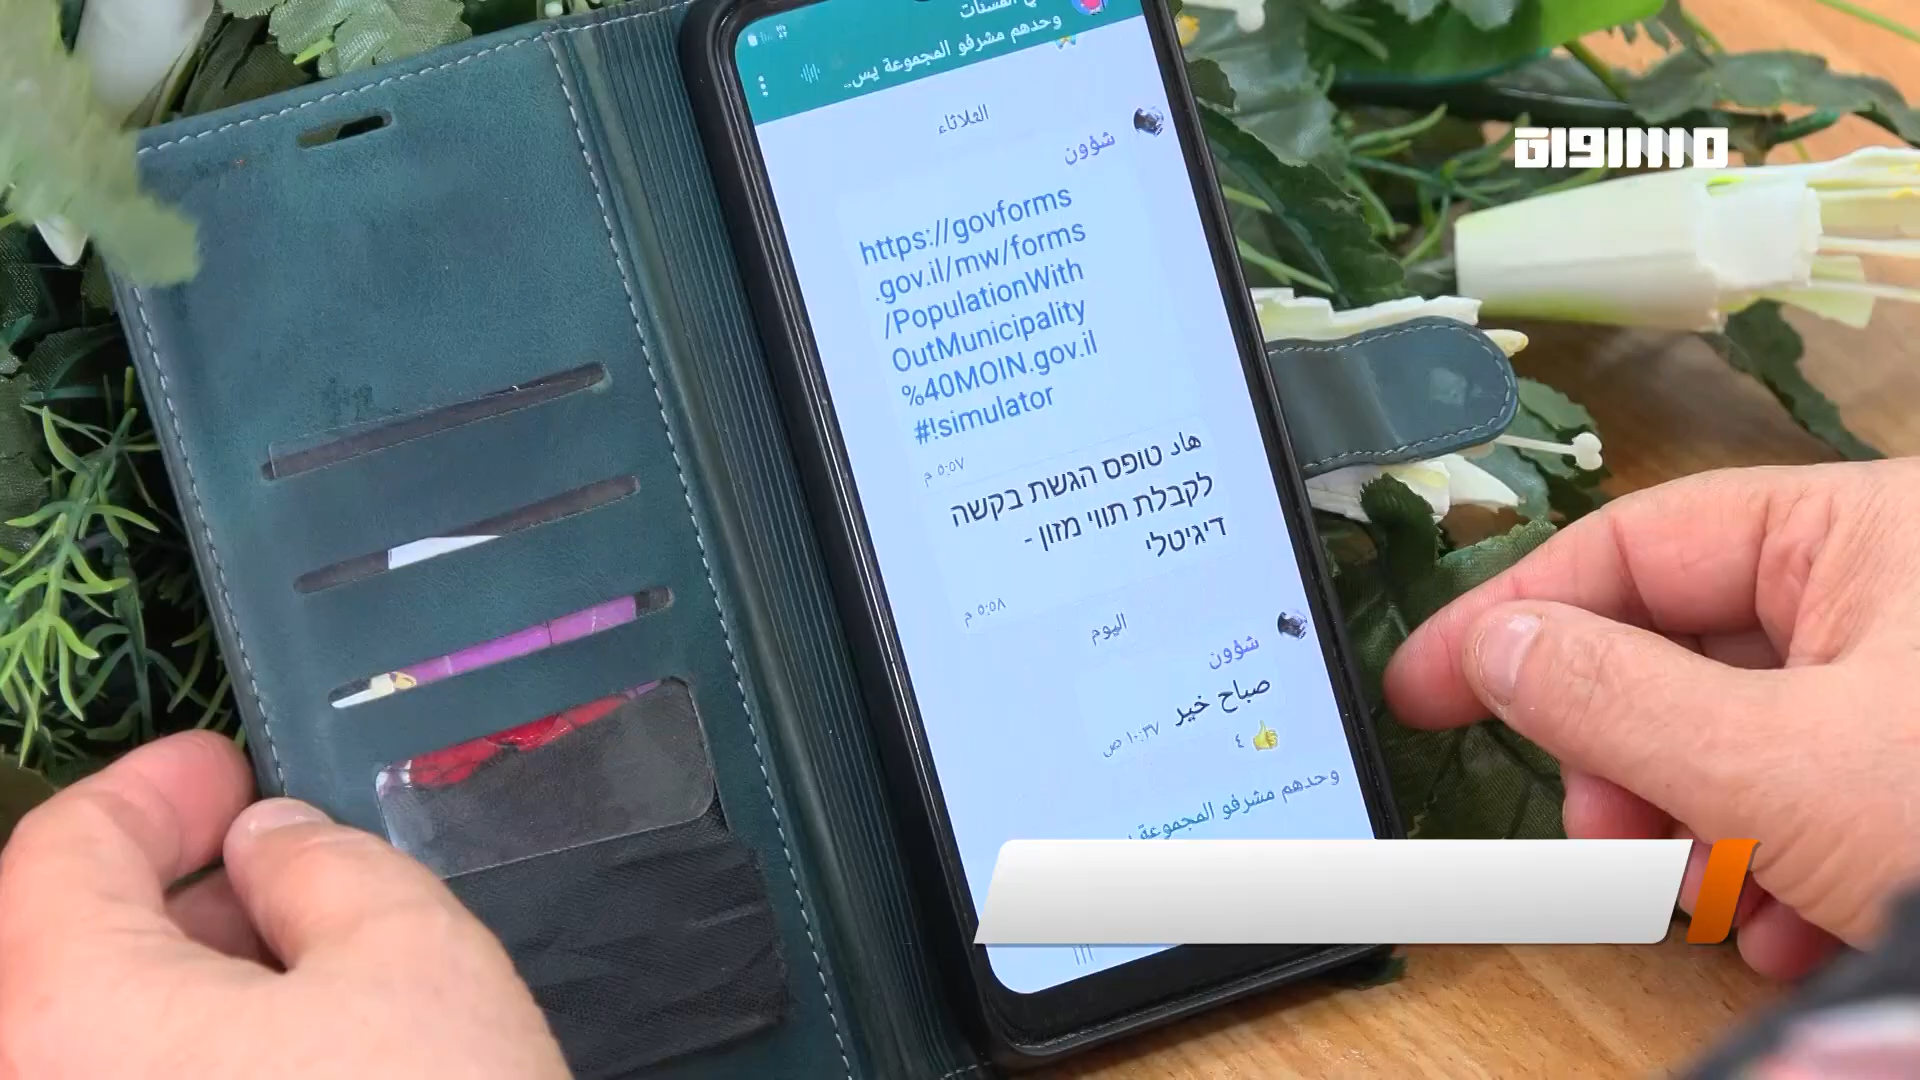 وحدهم مشرفو المجموعة يس..
مساواة
الثلاثاء
شؤون
https://govforms
.gov.il/mw/forms
/PopulationWith
OutMunicipality
%40MOIN.gov.il
#!simulator
٥:٥٧ م
هاد טופס הגשת בקשה
לקבלת תווי מזון -
דיגיטלי
٥:٥٨ م
اليوم
شؤون
صباح خير
١٠:٣٧ ص
٤
وحدهم مشرفو المجموعة